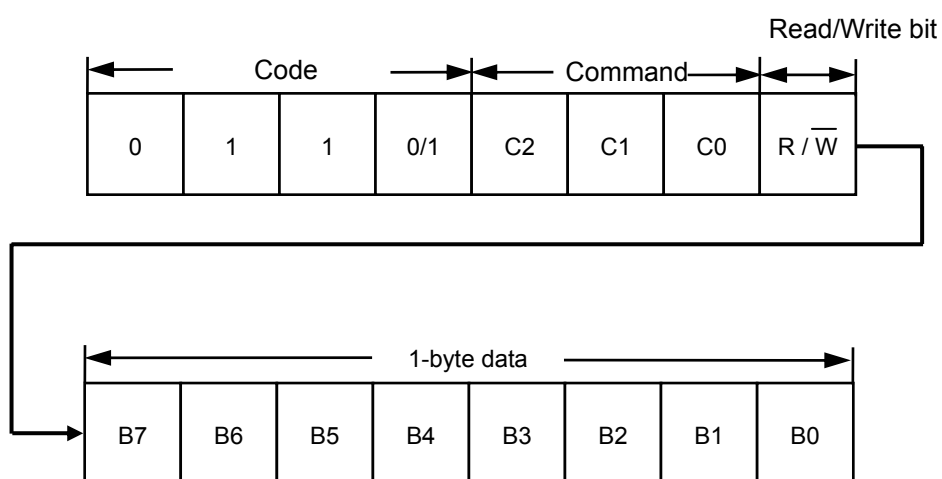 Read/Write bit
Code Command
0 1 1 0/1 C2 C1 C0 R / W̅
1-byte data
B7 B6 B5 B4 B3 B2 B1 B0